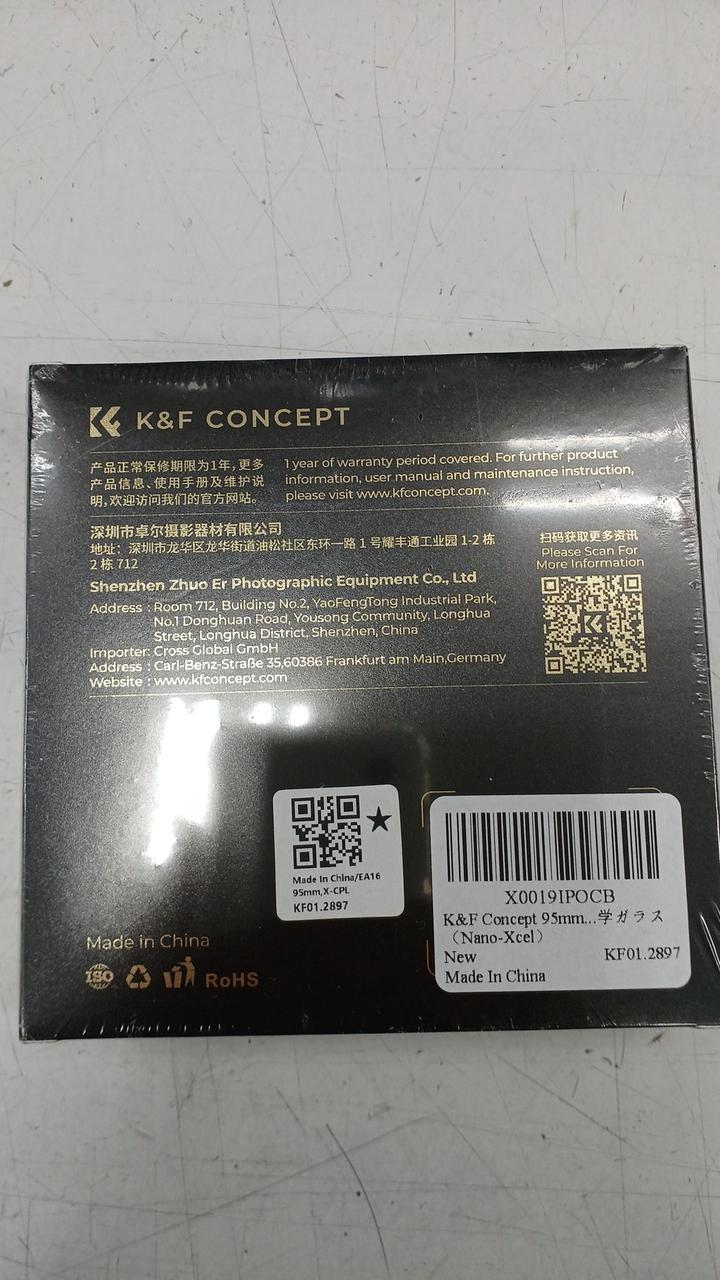 K&F CONCEPT
产品正常保修期限为1年,更多
产品信息、使用手册及维护说
明,欢迎访问我们的官方网站。
1 year of warranty period covered. For further product
information, user manual and maintenance instruction,
please visit www.kfconcept.com.
深圳市卓尔摄影器材有限公司
地址：深圳市龙华区龙华街道油松社区东环一路 1 号耀丰通工业园 1-2 栋
2 栋 712
Shenzhen Zhuo Er Photographic Equipment Co., Ltd
Address : Room 712, Building No.2, YaoFengTong Industrial Park,
No.1 Donghuan Road, Yousong Community, Longhua
Street, Longhua District, Shenzhen, China
Importer: Cross Global GmbH
Address : Carl-Benz-Straße 35,60386 Frankfurt am Main,Germany
Website : www.kfconcept.com
扫码获取更多资讯
Please Scan For
More Information
Made In China/EA16
95mm,X-CPL
KF01.2897
X0019IPOCB
K&F Concept 95mm...学ガラス
（Nano-Xcel）
New KF01.2897
Made In China
Made in China
ISO RoHS